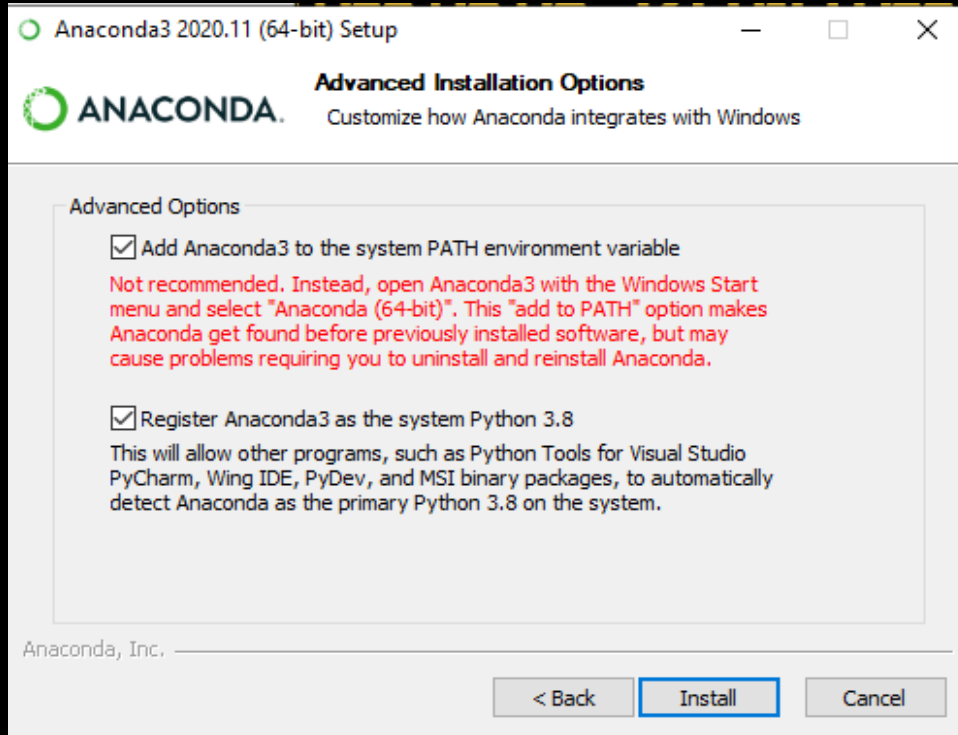 Anaconda3 2020.11 (64-bit) Setup
ANACONDA.
Advanced Installation Options
Customize how Anaconda integrates with Windows
Advanced Options
Add Anaconda3 to the system PATH environment variable
Not recommended. Instead, open Anaconda3 with the Windows Start
menu and select "Anaconda (64-bit)". This "add to PATH" option makes
Anaconda get found before previously installed software, but may
cause problems requiring you to uninstall and reinstall Anaconda.
Register Anaconda3 as the system Python 3.8
This will allow other programs, such as Python Tools for Visual Studio
PyCharm, Wing IDE, PyDev, and MSI binary packages, to automatically
detect Anaconda as the primary Python 3.8 on the system.
Anaconda, Inc.
< Back
Install
Cancel